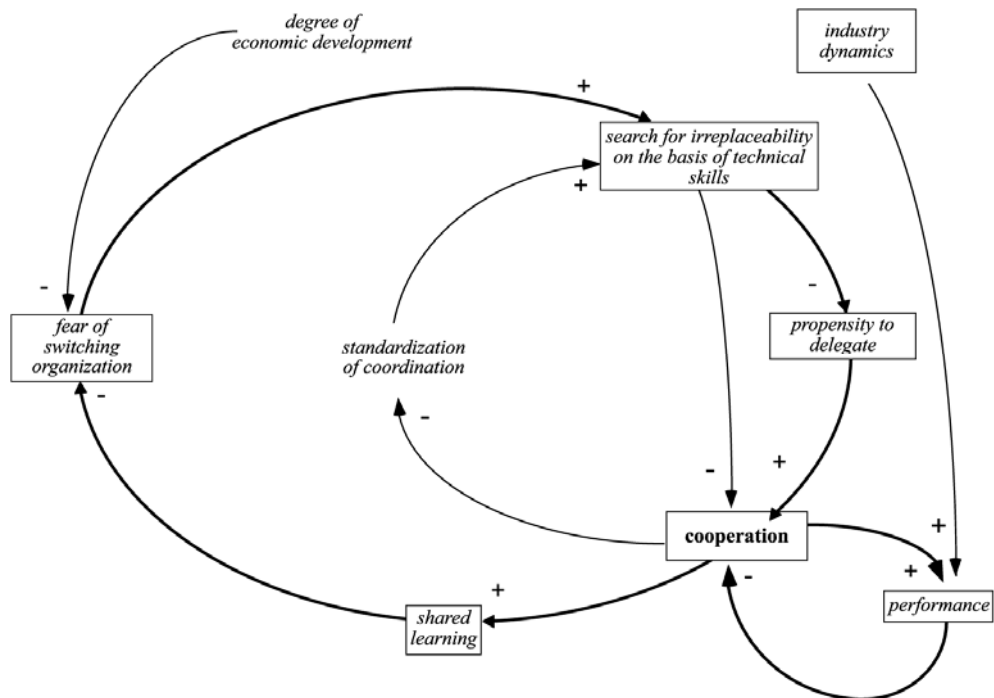 degree of
economic development
industry
dynamics
+
search for irreplaceability
on the basis of technical
skills
+
-
-
fear of
switching
organization
propensity to
delegate
standardization
of coordination
-
-
+
-
cooperation
+
-
+
+
shared
learning
performance